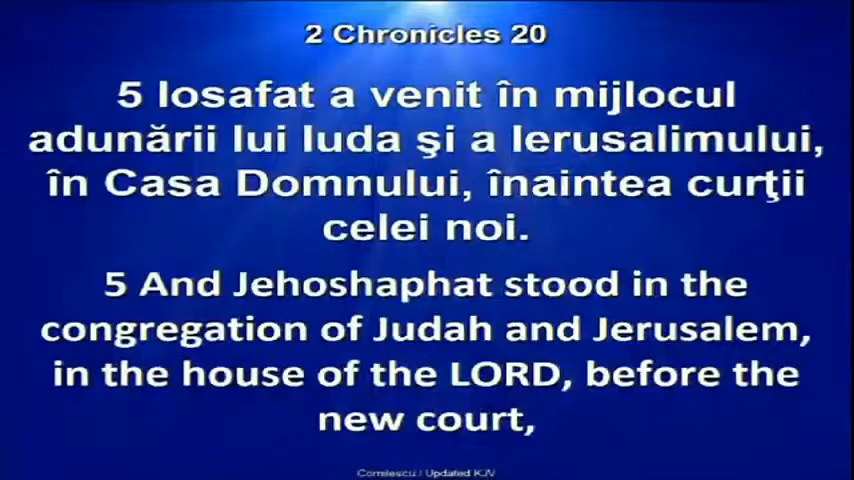 2 Chronicles 20
5 Iosafat a venit în mijlocul
adunării lui Iuda şi a Ierusalimului,
în Casa Domnului, înaintea curţii
celei noi.
5 And Jehoshaphat stood in the
congregation of Judah and Jerusalem,
in the house of the LORD, before the
new court,
Cornilescu / Updated KJV